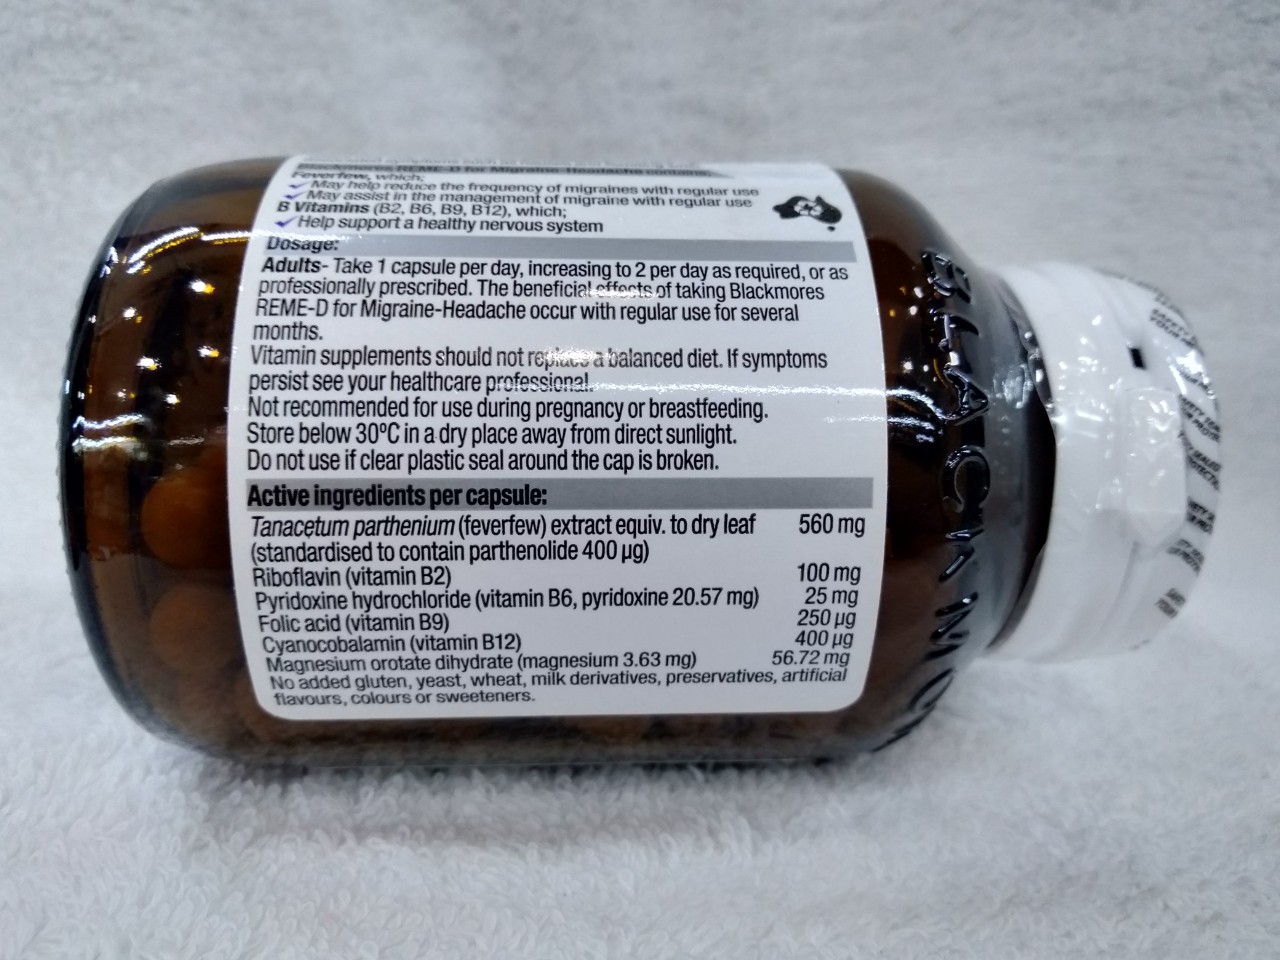 Blackmores REME-D for Migraine-Headache contains:
Feverfew, which;
✓ May help reduce the frequency of migraines with regular use
✓ May assist in the management of migraine with regular use
B Vitamins (B2, B6, B9, B12), which;
✓ Help support a healthy nervous system
Dosage:
Adults- Take 1 capsule per day, increasing to 2 per day as required, or as
professionally prescribed. The beneficial effects of taking Blackmores
REME-D for Migraine-Headache occur with regular use for several
months.
Vitamin supplements should not replace a balanced diet. If symptoms
persist see your healthcare professional.
Not recommended for use during pregnancy or breastfeeding.
Store below 30ºC in a dry place away from direct sunlight.
Do not use if clear plastic seal around the cap is broken.
Active ingredients per capsule:
Tanacetum parthenium (feverfew) extract equiv. to dry leaf 560 mg
(standardised to contain parthenolide 400 µg)
Riboflavin (vitamin B2) 100 mg
Pyridoxine hydrochloride (vitamin B6, pyridoxine 20.57 mg) 25 mg
Folic acid (vitamin B9) 250 µg
Cyanocobalamin (vitamin B12) 400 µg
Magnesium orotate dihydrate (magnesium 3.63 mg) 56.72 mg
No added gluten, yeast, wheat, milk derivatives, preservatives, artificial
flavours, colours or sweeteners.